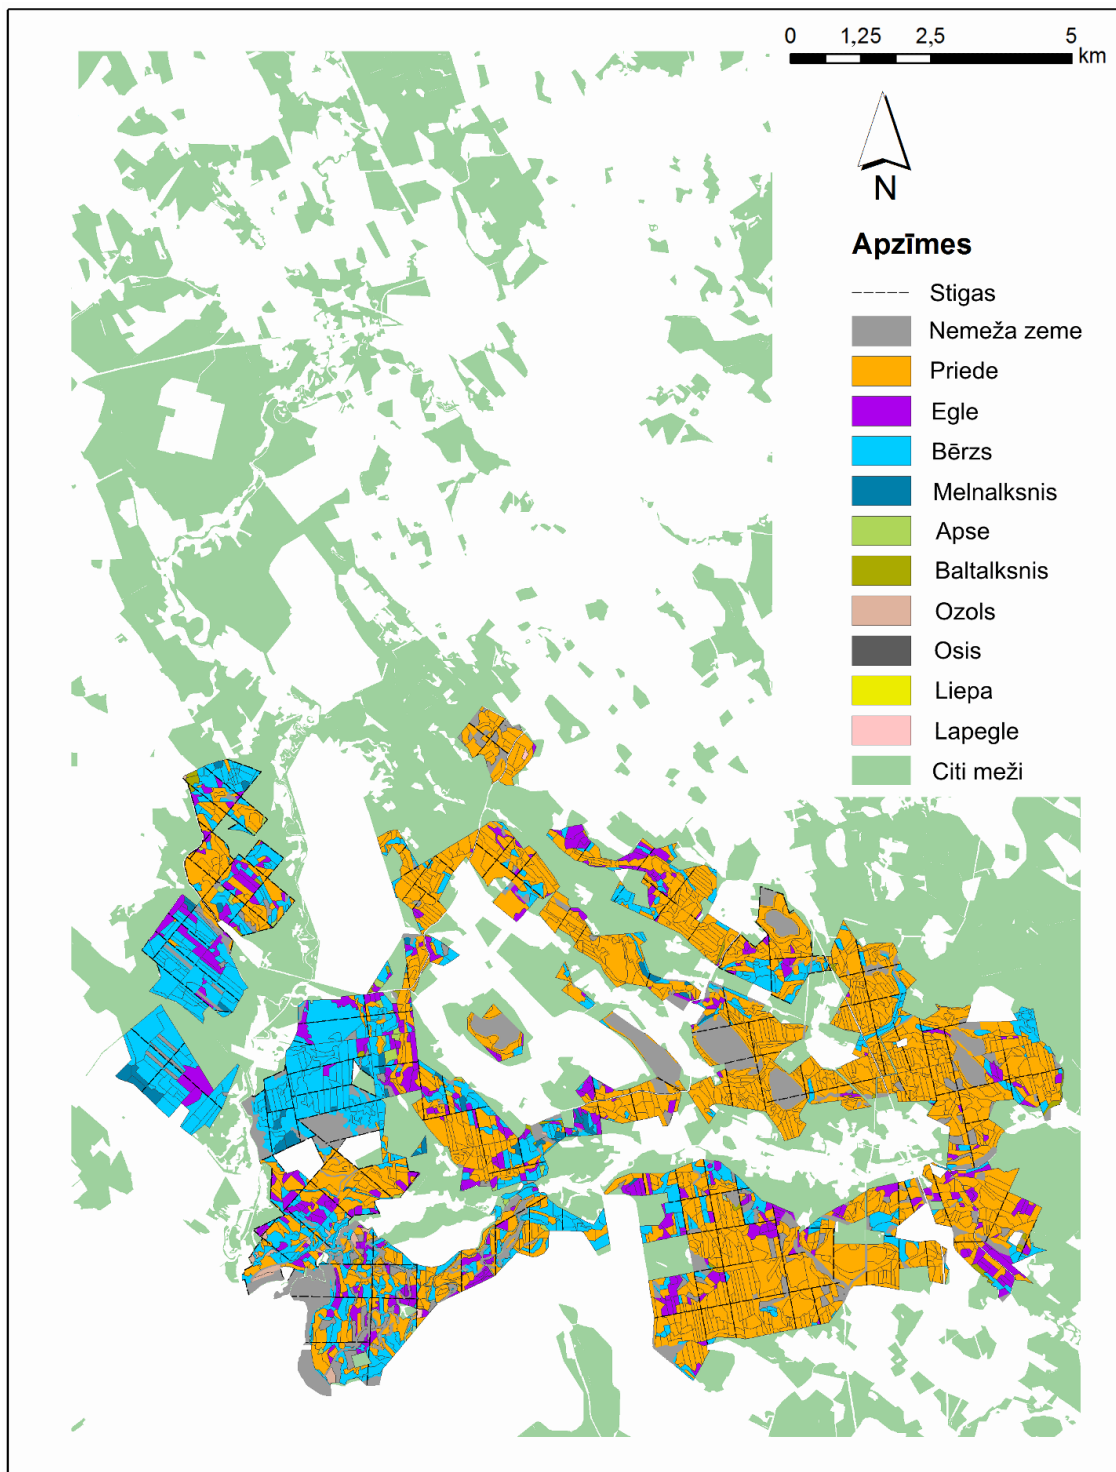 0 1,25 2,5 5
km
N
Apzīmes
Stigas
Nemeža zeme
Priede
Egle
Bērzs
Melnalksnis
Apse
Baltalksnis
Ozols
Osis
Liepa
Lapegle
Citi meži